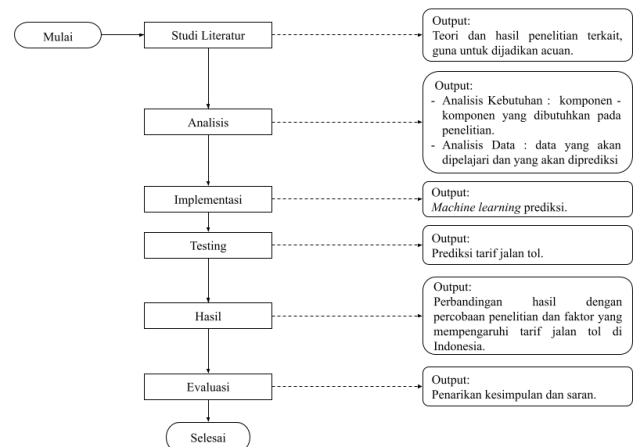 Mulai
Studi Literatur
Output:
Teori dan hasil penelitian terkait,
guna untuk dijadikan acuan.
Analisis
Output:
- Analisis Kebutuhan : komponen -
komponen yang dibutuhkan pada
penelitian.
- Analisis Data : data yang akan
dipelajari dan yang akan diprediksi
Implementasi
Output:
Machine learning prediksi.
Testing
Output:
Prediksi tarif jalan tol.
Hasil
Output:
Perbandingan hasil dengan
percobaan penelitian dan faktor yang
mempengaruhi tarif jalan tol di
Indonesia.
Evaluasi
Output:
Penarikan kesimpulan dan saran.
Selesai